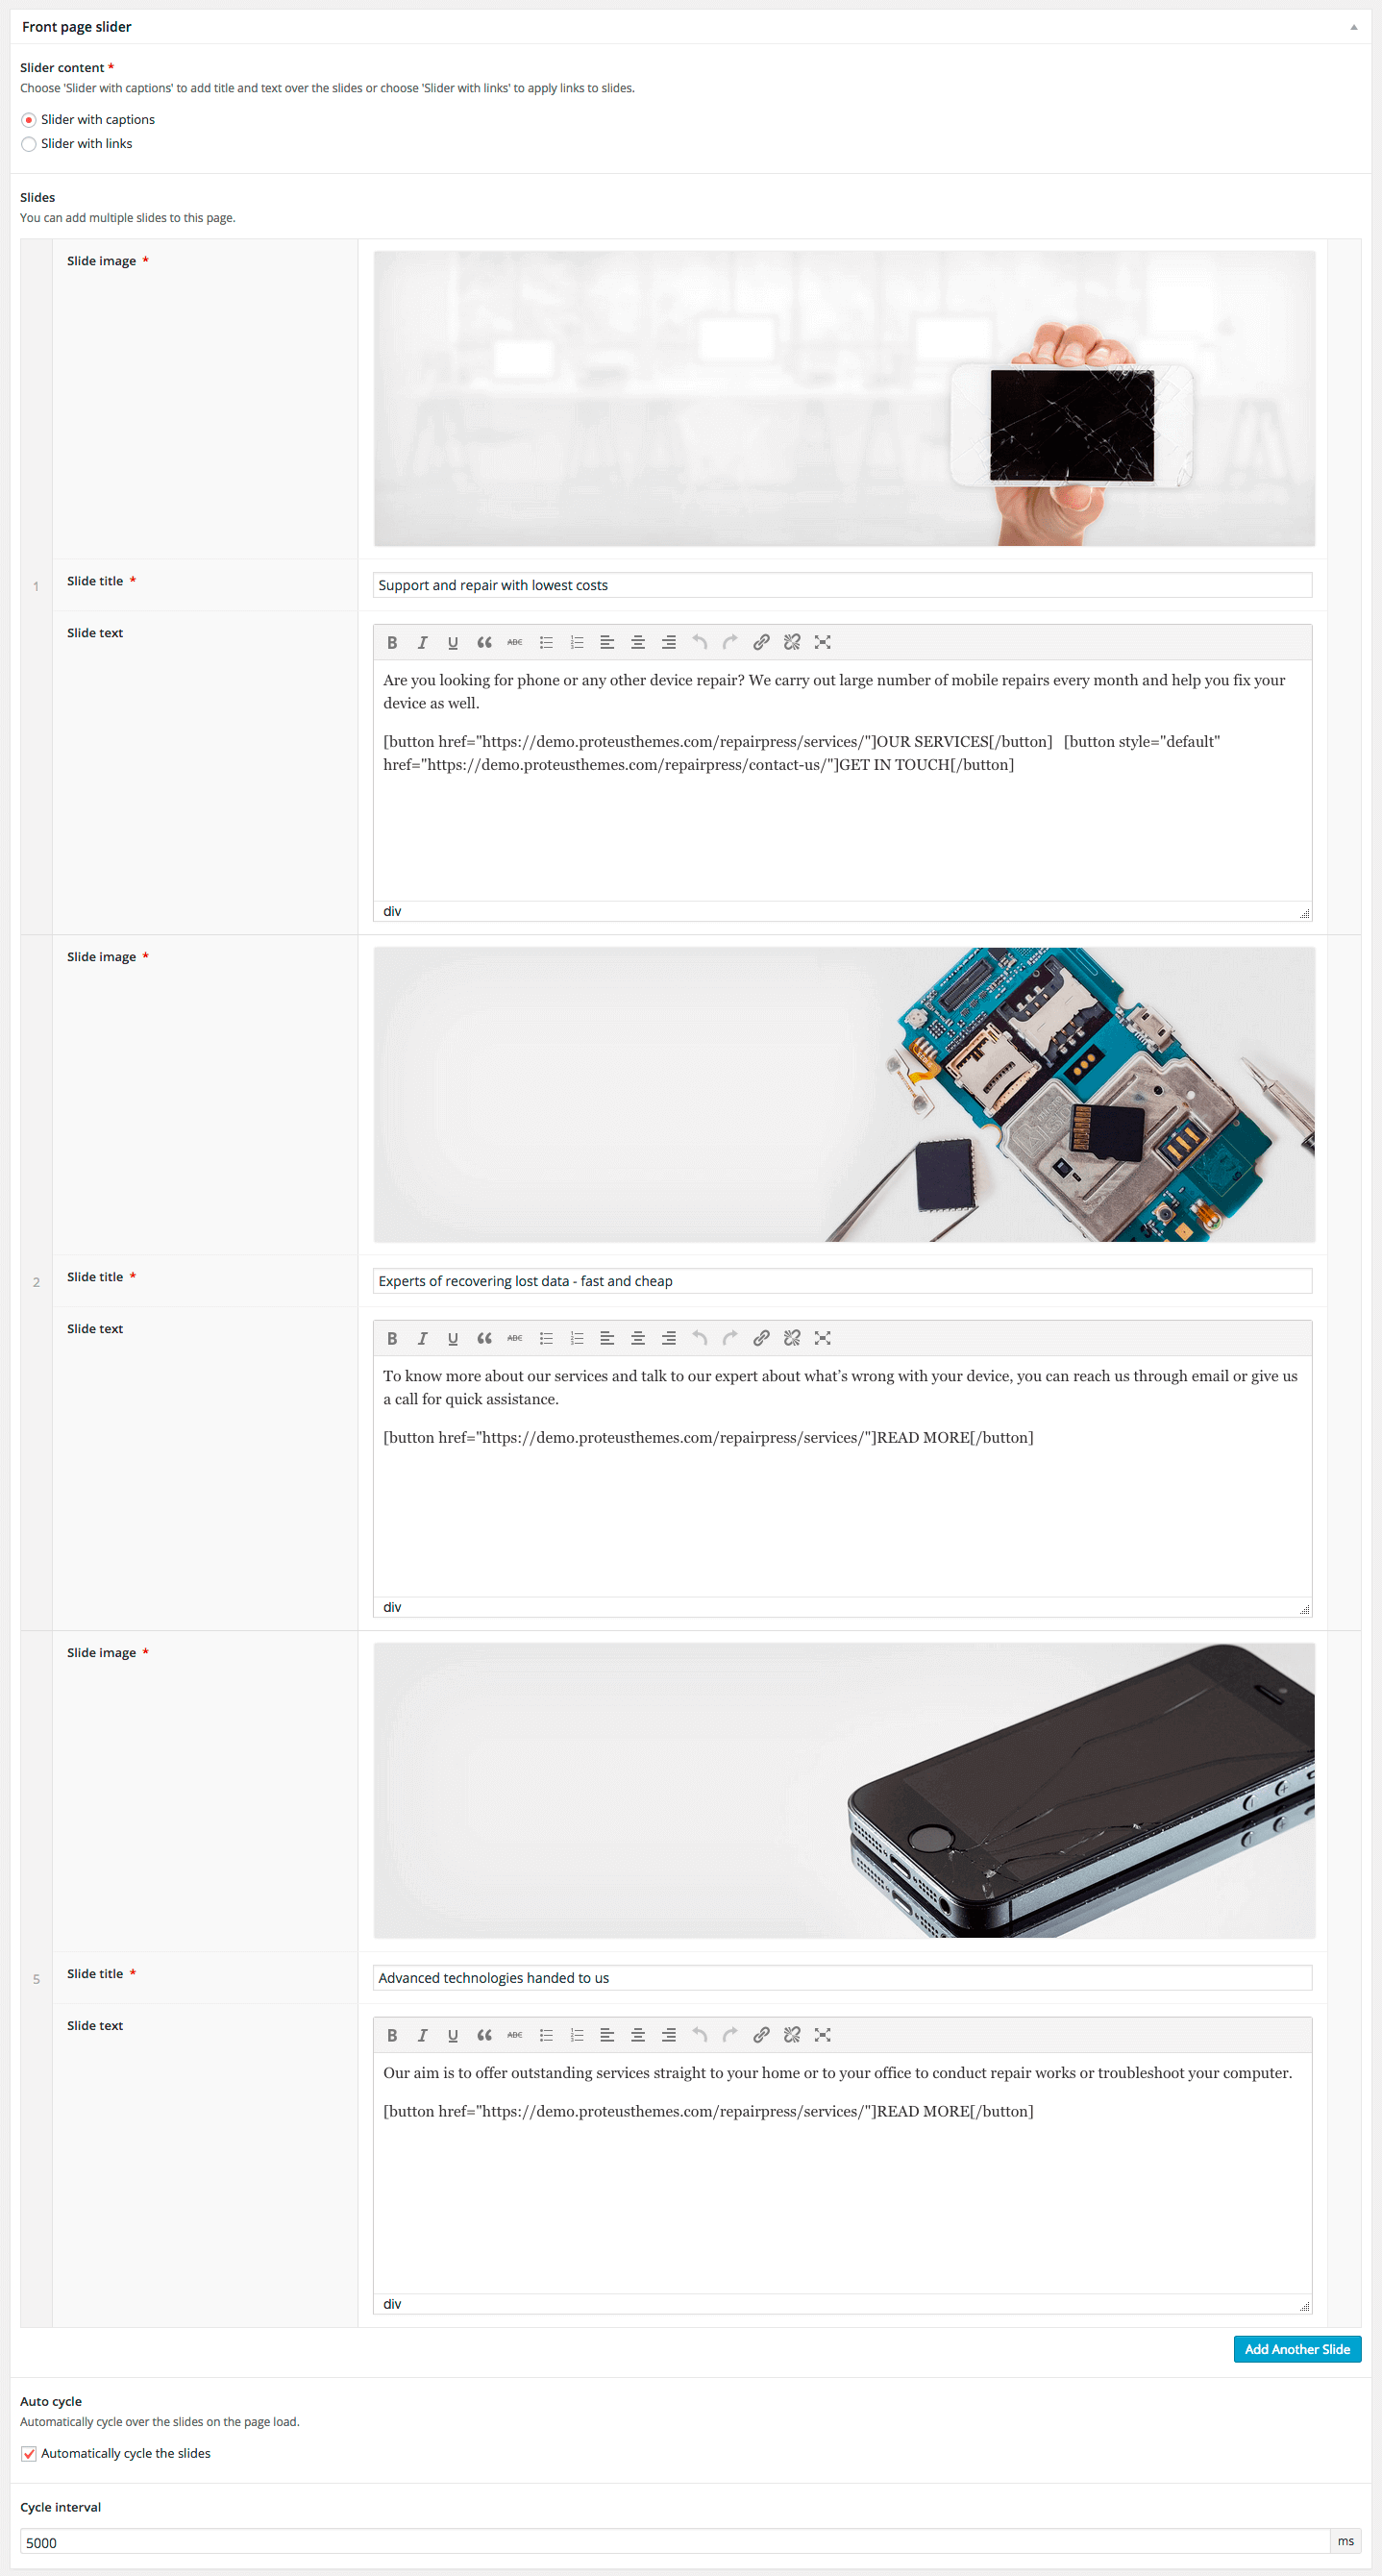 Front page slider
Slider content *
Choose 'Slider with captions' to add title and text over the slides or choose 'Slider with links' to apply links to slides.
Slider with captions
Slider with links
Slides
You can add multiple slides to this page.
Slide image *
1
Slide title *
Support and repair with lowest costs
Slide text
B I U ABC
Are you looking for phone or any other device repair? We carry out large number of mobile repairs every month and help you fix your
device as well.
[button href="https://demo.proteusthemes.com/repairpress/services/"]OUR SERVICES[/button] [button style="default"
href="https://demo.proteusthemes.com/repairpress/contact-us/"]GET IN TOUCH[/button]
div
Slide image *
2
Slide title *
Experts of recovering lost data - fast and cheap
Slide text
B I U ABC
To know more about our services and talk to our expert about what’s wrong with your device, you can reach us through email or give us
a call for quick assistance.
[button href="https://demo.proteusthemes.com/repairpress/services/"]READ MORE[/button]
div
Slide image *
5
Slide title *
Advanced technologies handed to us
Slide text
B I U ABC
Our aim is to offer outstanding services straight to your home or to your office to conduct repair works or troubleshoot your computer.
[button href="https://demo.proteusthemes.com/repairpress/services/"]READ MORE[/button]
div
Add Another Slide
Auto cycle
Automatically cycle over the slides on the page load.
Automatically cycle the slides
Cycle interval
5000
ms